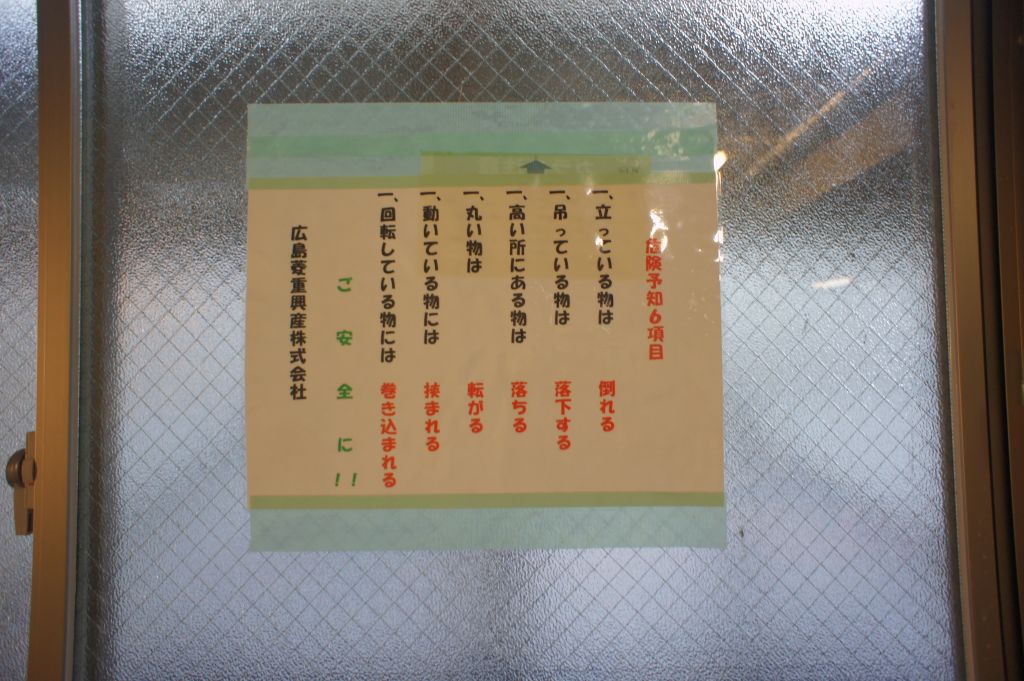 危険予知6項目
一、立っている物は 倒れる
一、吊っている物は 落下する
一、高い所にある物は 落ちる
一、丸い物は 転がる
一、動いている物には 挟まれる
一、回転している物には 巻き込まれる
ご安全に!!
広島菱重興産株式会社